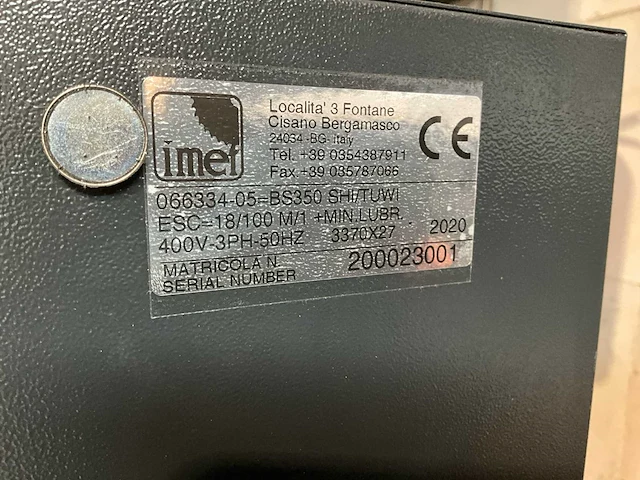 imet
Localita' 3 Fontane
Cisano Bergamasco
24034 -BG- Italy
Tel. +39 0354387911
Fax.+39 035787066
CE
066334-05-BS350 SHI/TUWI
ESC-18/100 M/1 +MIN.LUBR.
400V-3PH-50HZ 3370X27 2020
MATRICOLA N. 200023001
SERIAL NUMBER